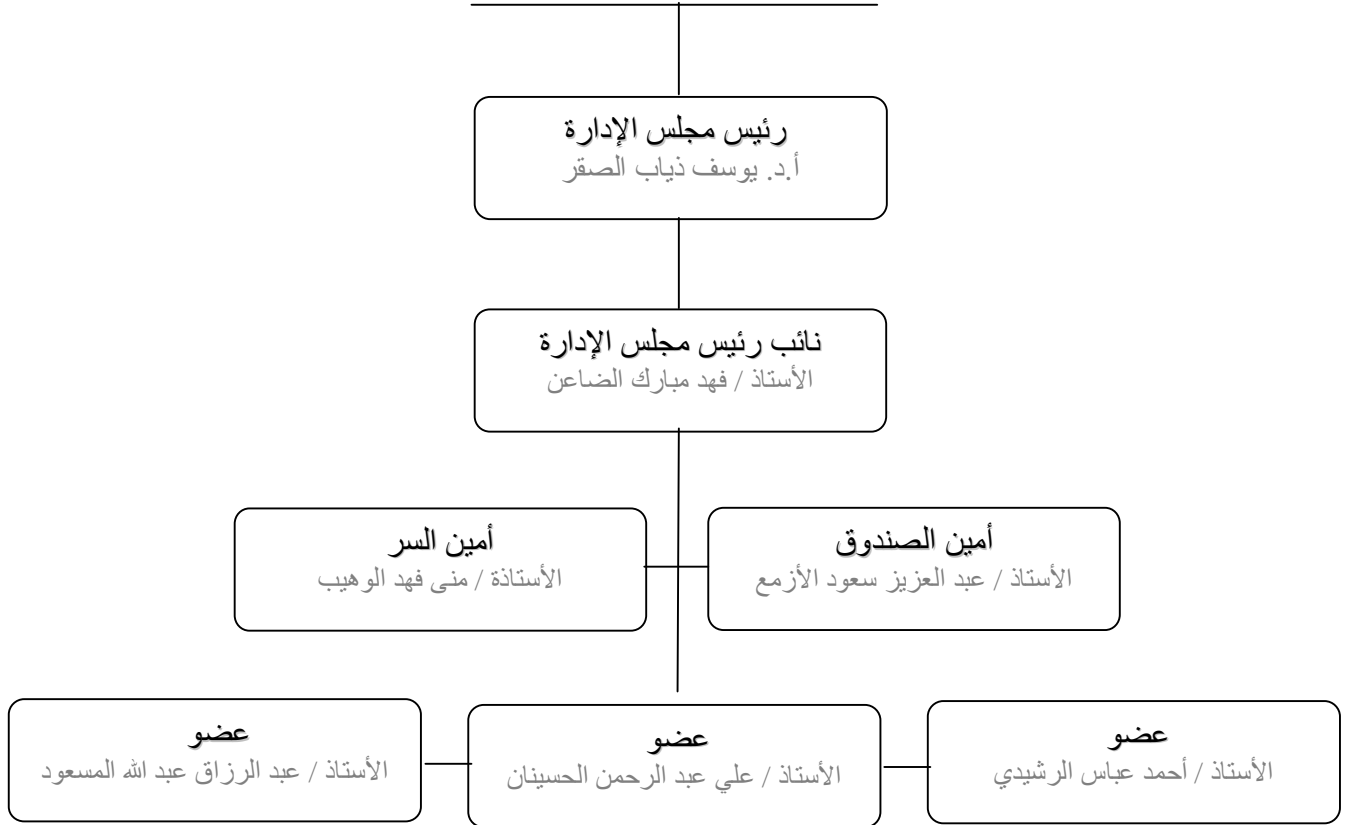 رئيس مجلس الإدارة
أ.د. يوسف ذياب الصقر
نائب رئيس مجلس الإدارة
الأستاذ / فهد مبارك الضاعن
أمين الصندوق
الأستاذ / عبد العزيز سعود الأزمع
أمين السر
الأستاذة / منى فهد الوهيب
عضو
الأستاذ / أحمد عباس الرشيدي
عضو
الأستاذ / علي عبد الرحمن الحسينان
عضو
الأستاذ / عبد الرزاق عبد الله المسعود